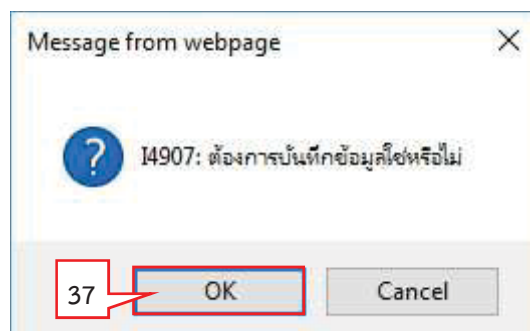 Message from webpage
I4907: ต้องการบันทึกข้อมูลใช่หรือไม่
37
OK
Cancel